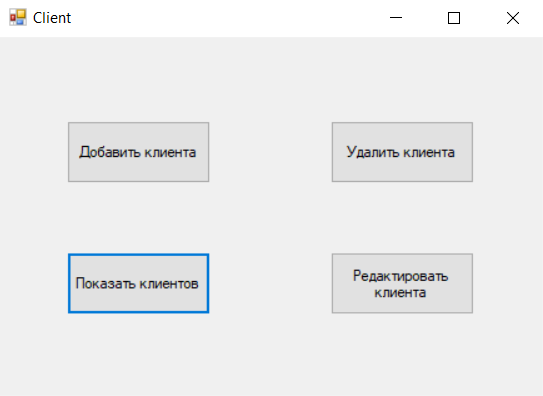 Client
Добавить клиента
Удалить клиента
Показать клиентов
Редактировать
клиента